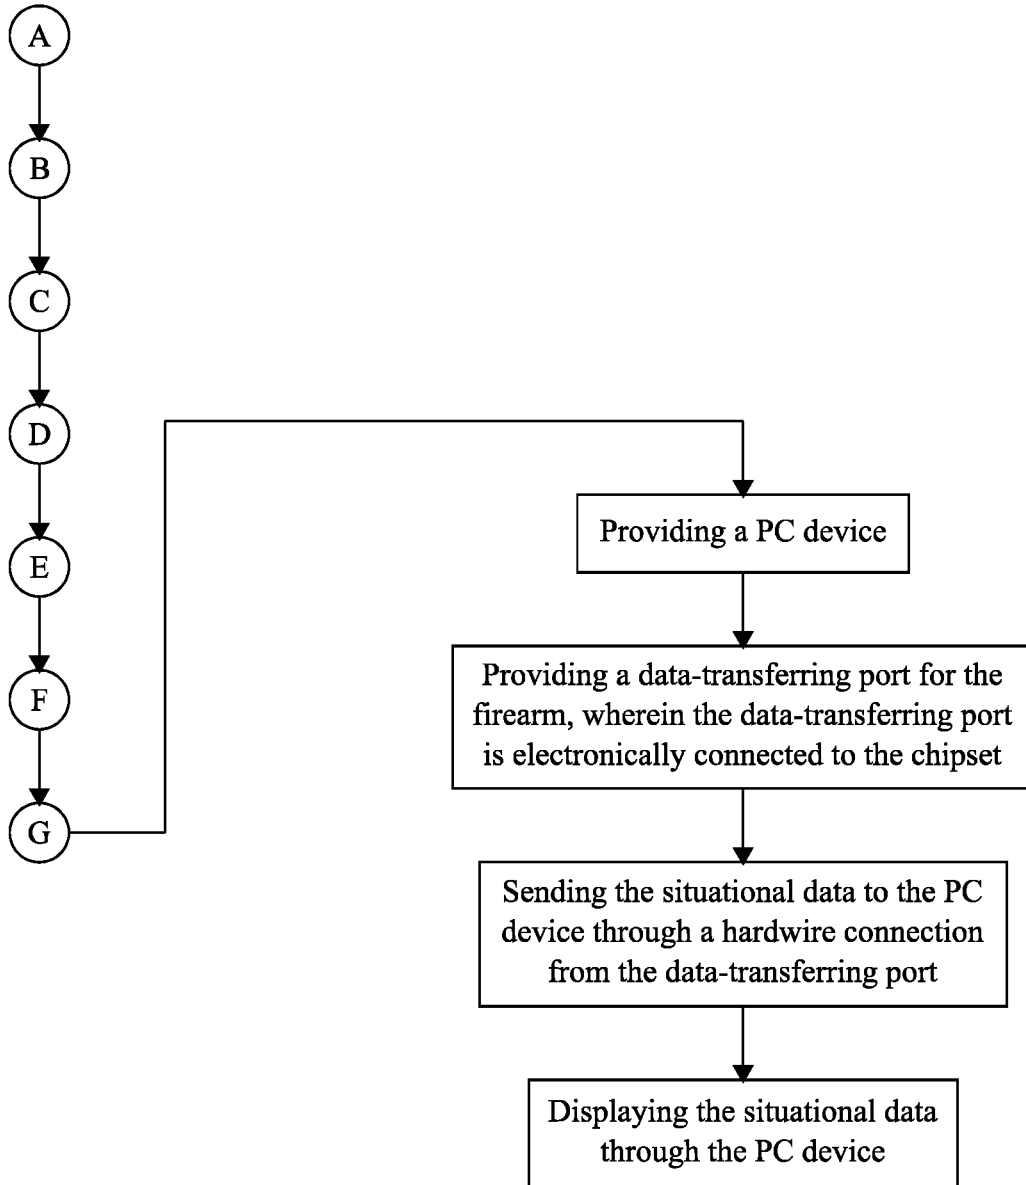 A
B
C
D
E
F
G
Providing a PC device
Providing a data-transferring port for the
firearm, wherein the data-transferring port
is electronically connected to the chipset
Sending the situational data to the PC
device through a hardwire connection
from the data-transferring port
Displaying the situational data
through the PC device